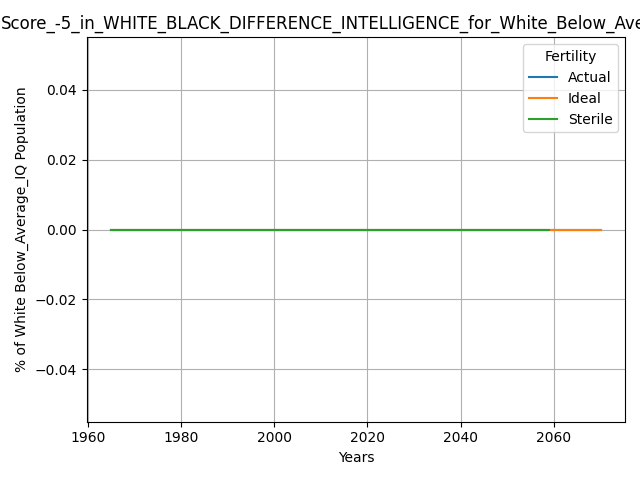 Score_-5_in_WHITE_BLACK_DIFFERENCE_INTELLIGENCE_for_White_Below_Ave
Fertility
Actual
Ideal
Sterile
% of White Below_Average_IQ Population
0.04
0.02
0.00
−0.02
−0.04
1960 1980 2000 2020 2040 2060
Years